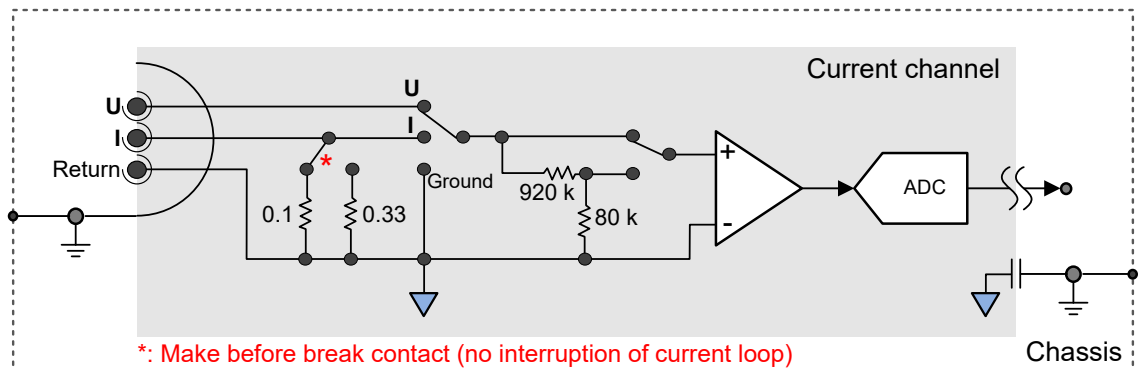 Current channel
U
U
I
I
Return
*
Ground
920 k
0.1
0.33
80 k
+
-
ADC
*: Make before break contact (no interruption of current loop)
Chassis